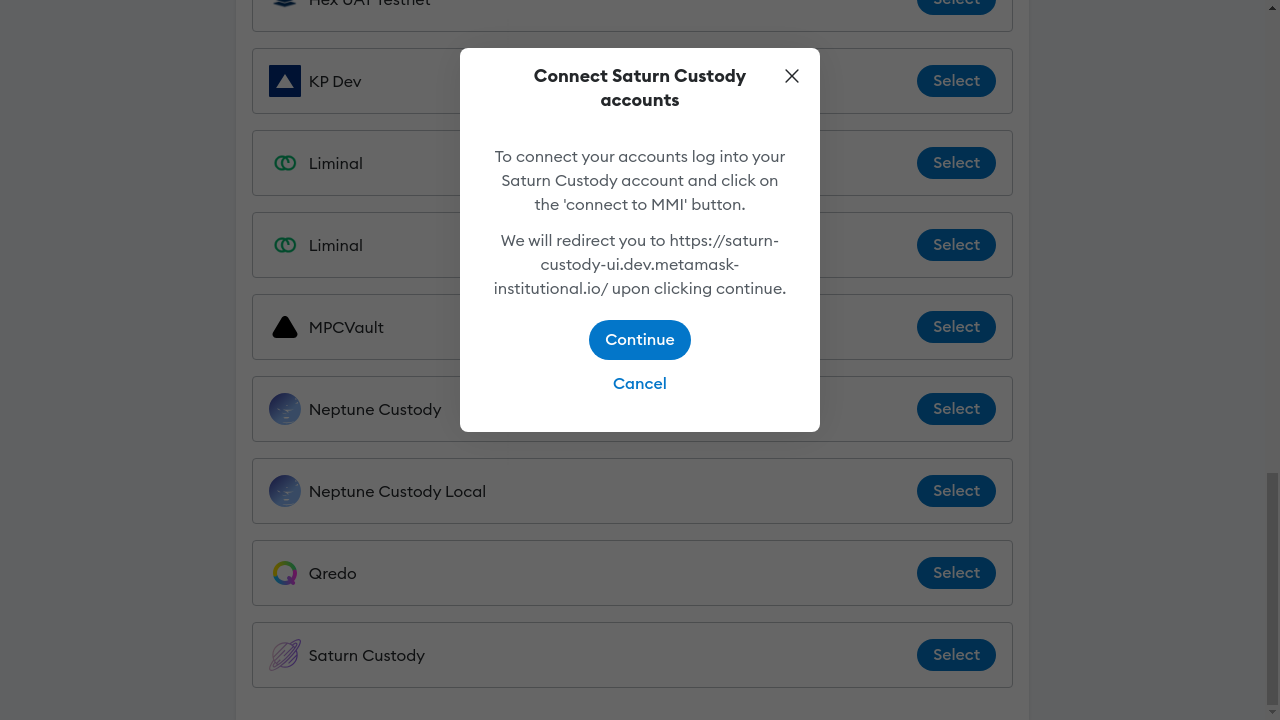 Hex UAT Testnet
Select
KP Dev
Select
Liminal
Select
Liminal
Select
MPCVault
Select
Neptune Custody
Select
Neptune Custody Local
Select
Qredo
Select
Saturn Custody
Select
Connect Saturn Custody
accounts
To connect your accounts log into your
Saturn Custody account and click on
the 'connect to MMI' button.
We will redirect you to https://saturn-
custody-ui.dev.metamask-
institutional.io/ upon clicking continue.
Continue
Cancel